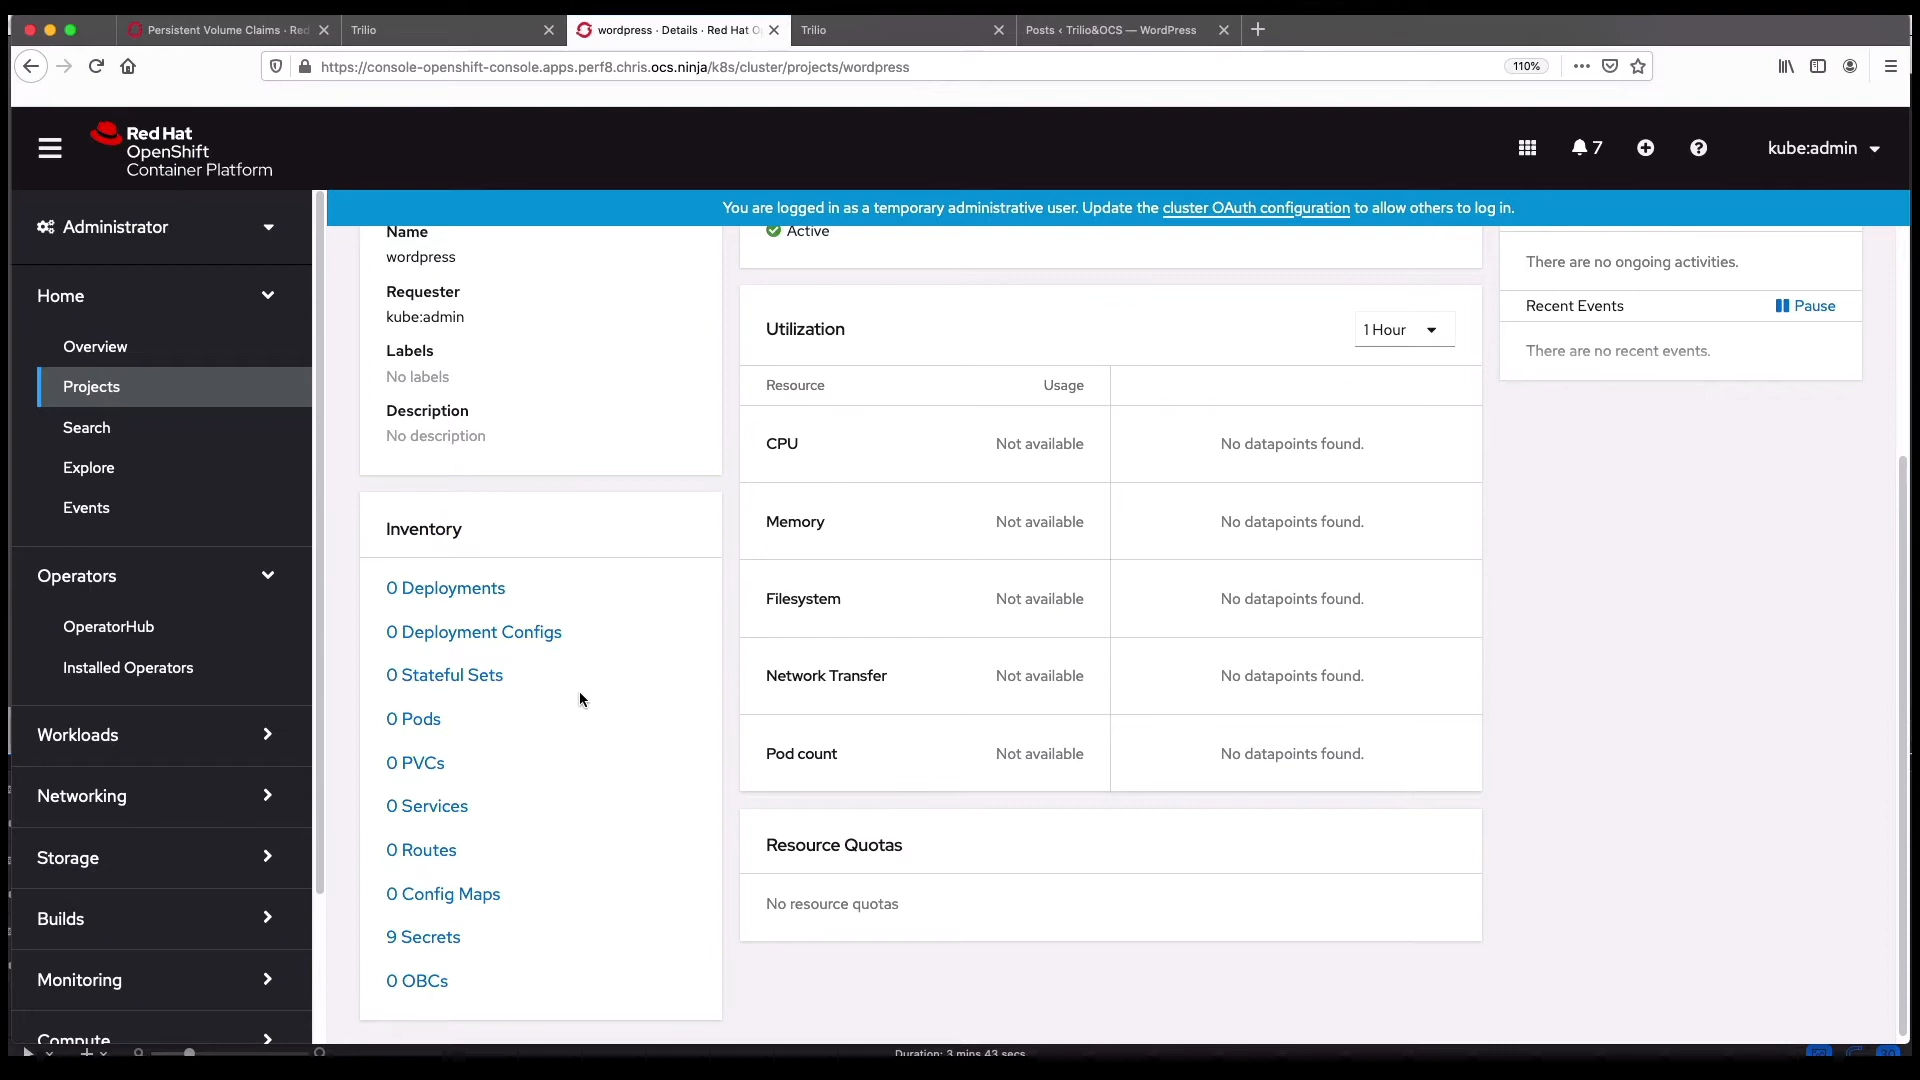 Persistent Volume Claims · Red
Trilio
wordpress · Details · Red Hat O
Trilio
Posts ‹ Trilio&OCS — WordPress
https://console-openshift-console.apps.perf8.chris.ocs.ninja/k8s/cluster/projects/wordpress
110%
Red Hat
OpenShift
Container Platform
7
kube:admin
You are logged in as a temporary administrative user. Update the cluster OAuth configuration to allow others to log in.
Administrator
Home
Overview
Projects
Search
Explore
Events
Operators
OperatorHub
Installed Operators
Workloads
Networking
Storage
Builds
Monitoring
Compute
Name
wordpress
Requester
kube:admin
Labels
No labels
Description
No description
Inventory
0 Deployments
0 Deployment Configs
0 Stateful Sets
0 Pods
0 PVCs
0 Services
0 Routes
0 Config Maps
9 Secrets
0 OBCs
Active
Utilization
1 Hour
Resource Usage
CPU Not available No datapoints found.
Memory Not available No datapoints found.
Filesystem Not available No datapoints found.
Network Transfer Not available No datapoints found.
Pod count Not available No datapoints found.
Resource Quotas
No resource quotas
There are no ongoing activities.
Recent Events
Pause
There are no recent events.
Duration: 3 mins 43 secs